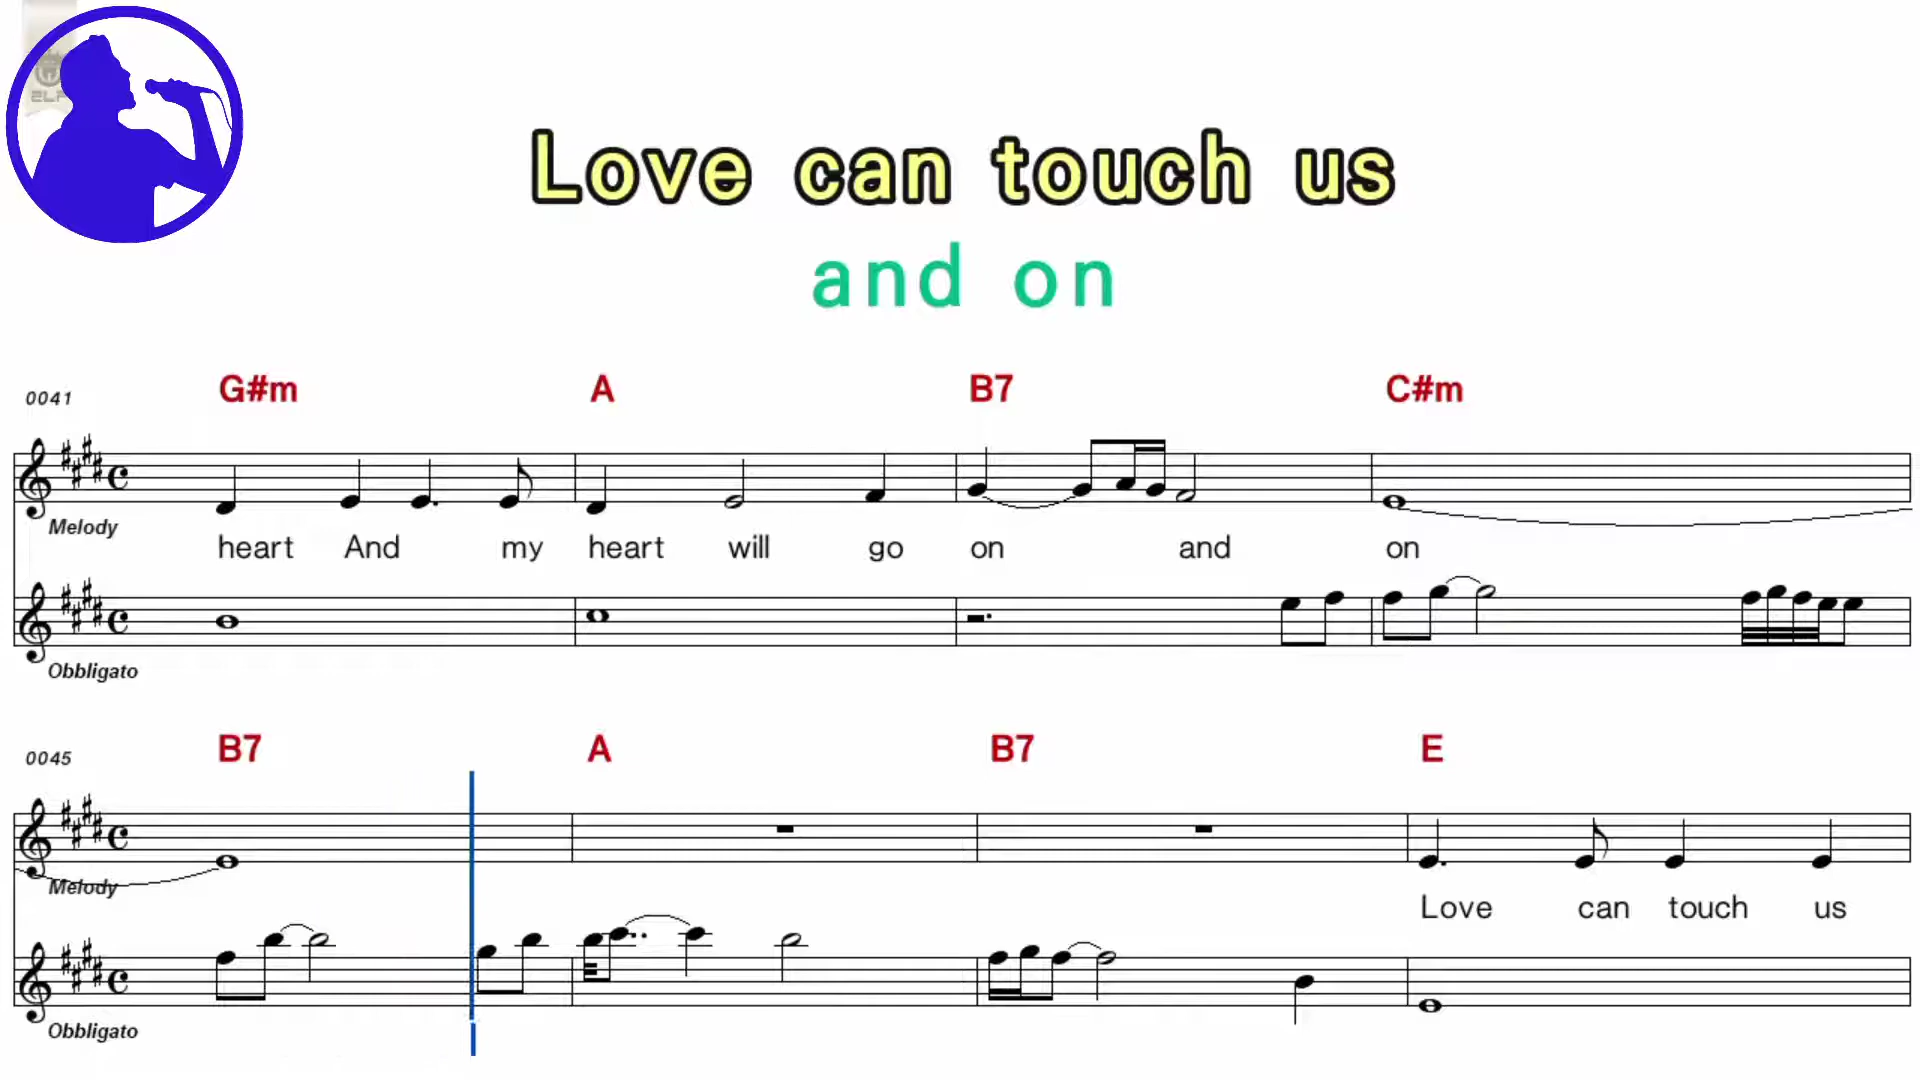 Love can touch us
and on
0041 G#m A B7 C#m
Melody
heart And my heart will go on and on
Obbligato
0045 B7 A B7 E
Melody
Love can touch us
Obbligato